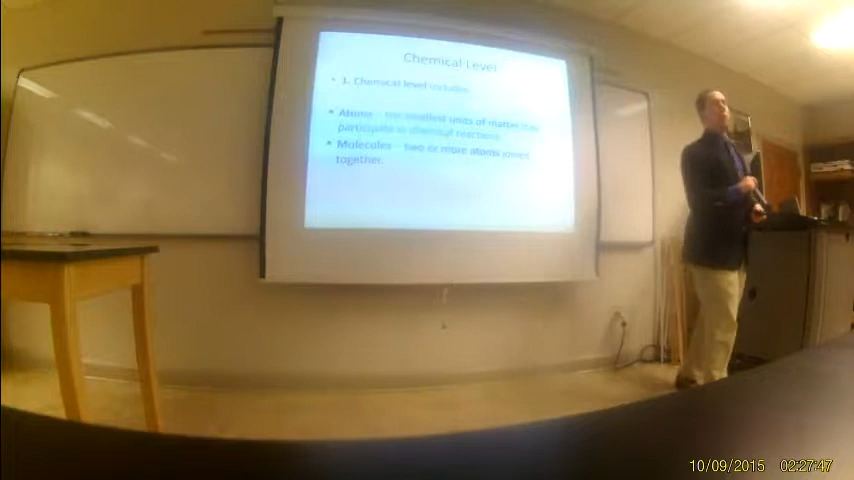 Chemical Level
• 1. Chemical level includes
• Atoms – the smallest units of matter that
participate in chemical reactions.
• Molecules – two or more atoms joined
together.
10/09/2015 02:27:47